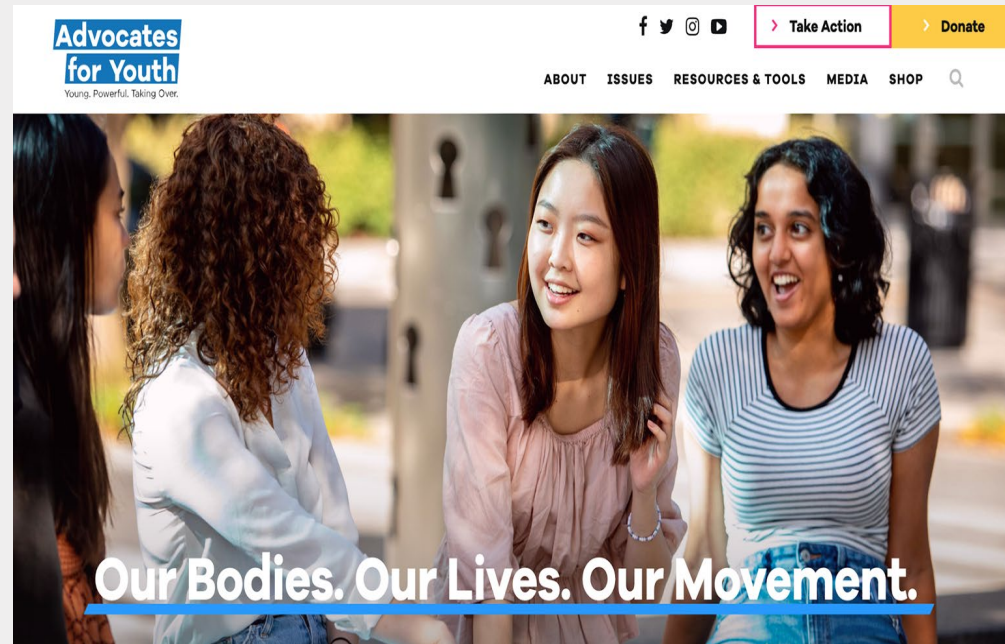 Advocates
for Youth
Young. Powerful. Taking Over.
Take Action
Donate
ABOUT ISSUES RESOURCES & TOOLS MEDIA SHOP
Our Bodies. Our Lives. Our Movement.